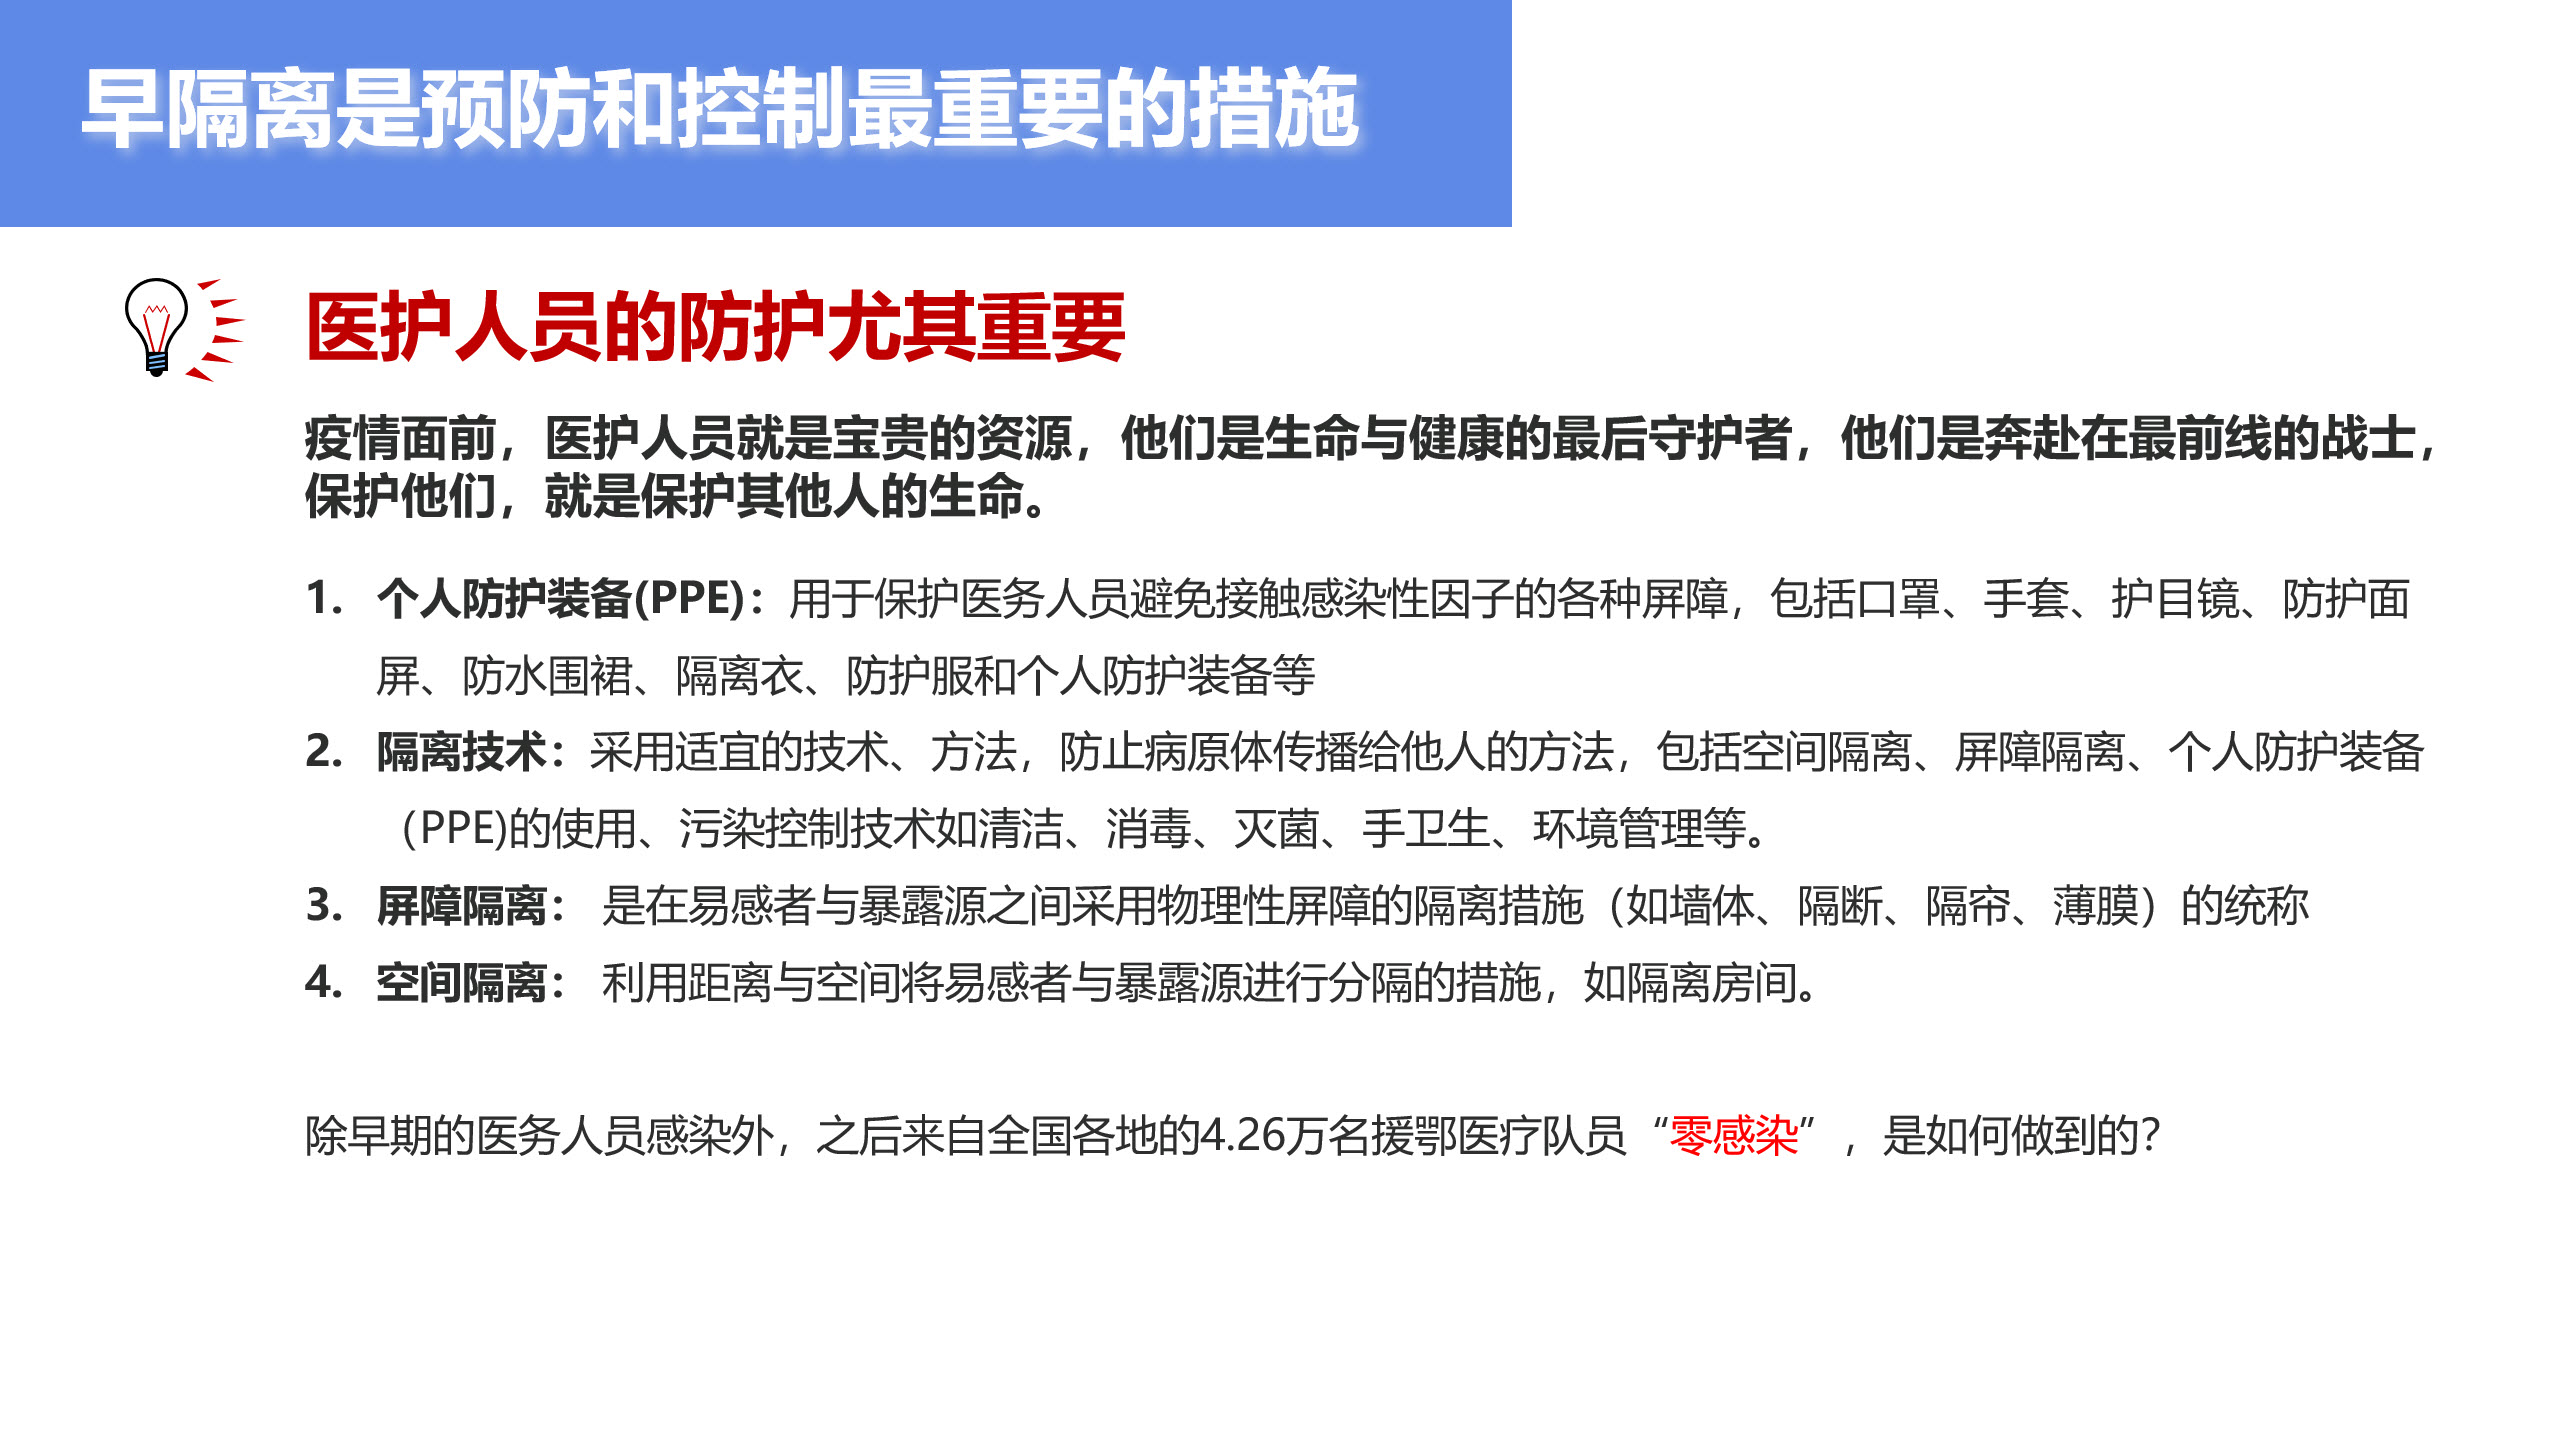 早隔离是预防和控制最重要的措施
医护人员的防护尤其重要
疫情面前，医护人员就是宝贵的资源，他们是生命与健康的最后守护者，他们是奔赴在最前线的战士，
保护他们，就是保护其他人的生命。
1. 个人防护装备(PPE)：用于保护医务人员避免接触感染性因子的各种屏障，包括口罩、手套、护目镜、防护面
屏、防水围裙、隔离衣、防护服和个人防护装备等
2. 隔离技术：采用适宜的技术、方法，防止病原体传播给他人的方法，包括空间隔离、屏障隔离、个人防护装备
（PPE)的使用、污染控制技术如清洁、消毒、灭菌、手卫生、环境管理等。
3. 屏障隔离： 是在易感者与暴露源之间采用物理性屏障的隔离措施（如墙体、隔断、隔帘、薄膜）的统称
4. 空间隔离： 利用距离与空间将易感者与暴露源进行分隔的措施，如隔离房间。
除早期的医务人员感染外，之后来自全国各地的4.26万名援鄂医疗队员“零感染”，是如何做到的？